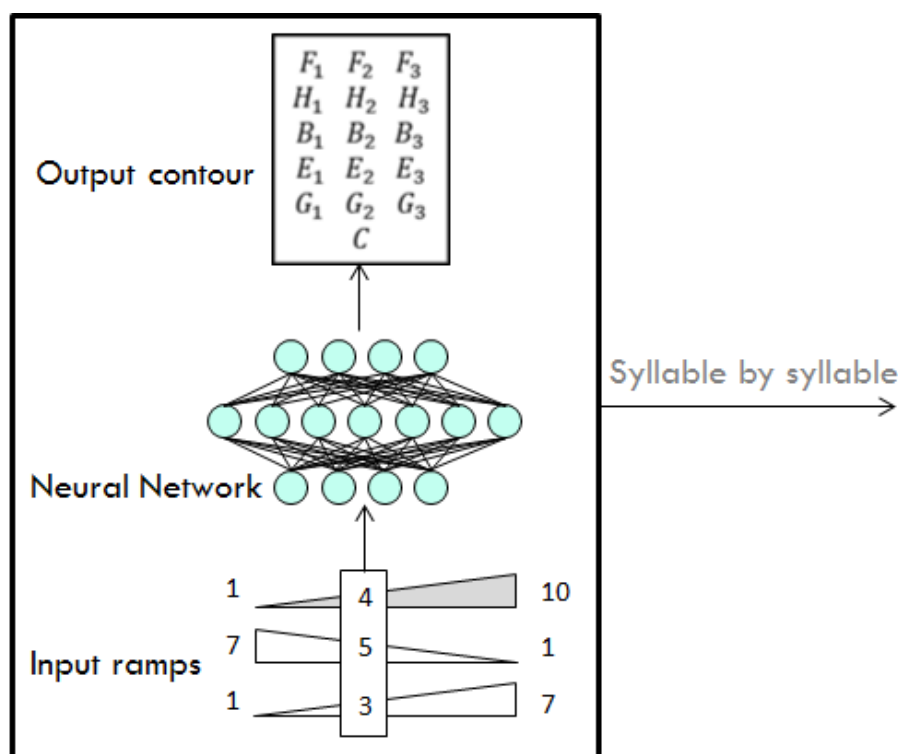 F₁ F₂ F₃
H₁ H₂ H₃
B₁ B₂ B₃
Output contour
E₁ E₂ E₃
G₁ G₂ G₃
C
Syllable by syllable
Neural Network
1 4 10
7 5 1
Input ramps
1 3 7